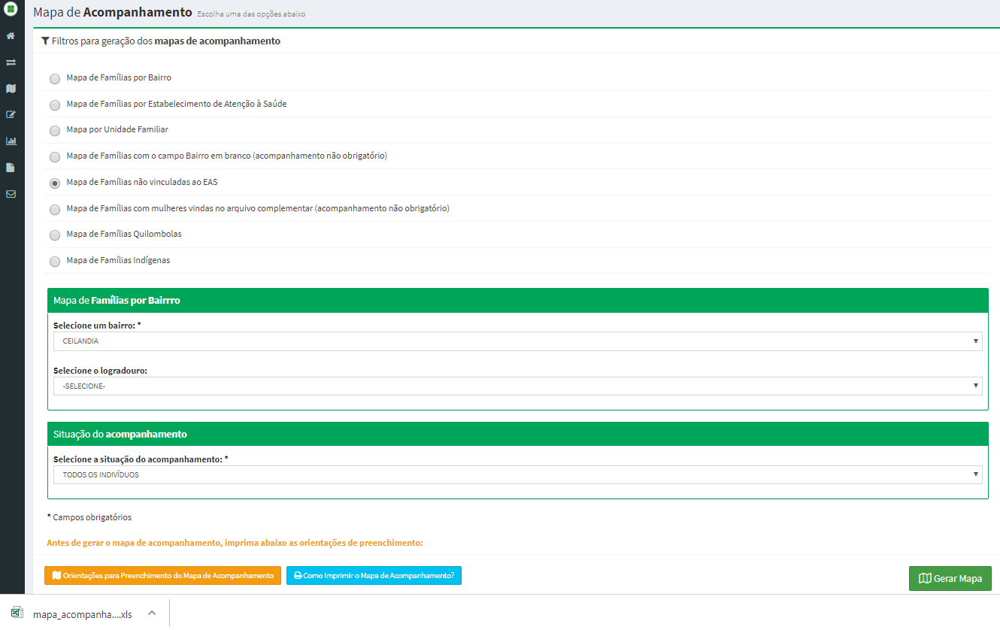 Mapa de Acompanhamento Escolha uma das opções abaixo
Filtros para geração dos mapas de acompanhamento
Mapa de Famílias por Bairro
Mapa de Famílias por Estabelecimento de Atenção à Saúde
Mapa por Unidade Familiar
Mapa de Famílias com o campo Bairro em branco (acompanhamento não obrigatório)
Mapa de Famílias não vinculadas ao EAS
Mapa de Famílias com mulheres vindas no arquivo complementar (acompanhamento não obrigatório)
Mapa de Famílias Quilombolas
Mapa de Famílias Indígenas
Mapa de Famílias por Bairrro
Selecione um bairro: *
CEILANDIA
Selecione o logradouro:
-SELECIONE-
Situação do acompanhamento
Selecione a situação do acompanhamento: *
TODOS OS INDIVÍDUOS
* Campos obrigatórios
Antes de gerar o mapa de acompanhamento, imprima abaixo as orientações de preenchimento:
Orientações para Preenchimento do Mapa de Acompanhamento
Como Imprimir o Mapa de Acompanhamento?
Gerar Mapa
mapa_acompanha....xls